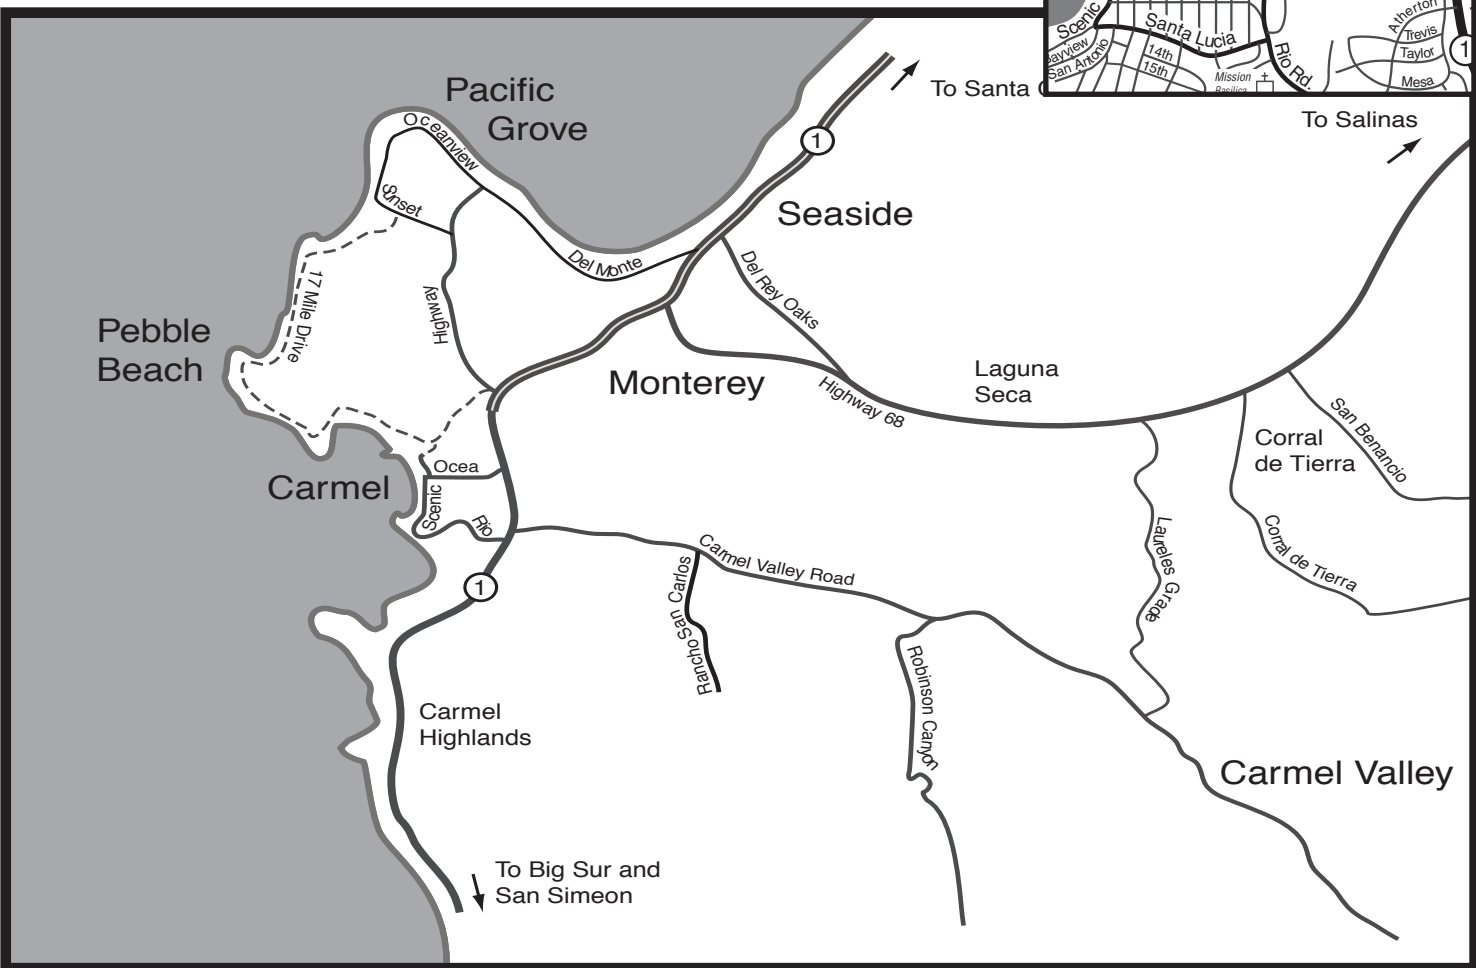 Scenic
Santa Lucia
San Antonio
14th
15th
Mission
Rio Rd.
Atherton
Trevis
Taylor
Mesa
1
Pacific
Grove
To Santa
To Salinas
Oceanview
Sunset
1
Seaside
Del Monte
Del Rey Oaks
17 Mile Drive
Highway
Pebble
Beach
Monterey
Highway 68
Laguna
Seca
San Benancio
Corral
de Tierra
Carmel
Ocea
Scenic
Rio
Corral de Tierra
Laureles Grade
Carmel Valley Road
Rancho San Carlos
1
Robinson Canyon
Carmel
Highlands
Carmel Valley
To Big Sur and
San Simeon